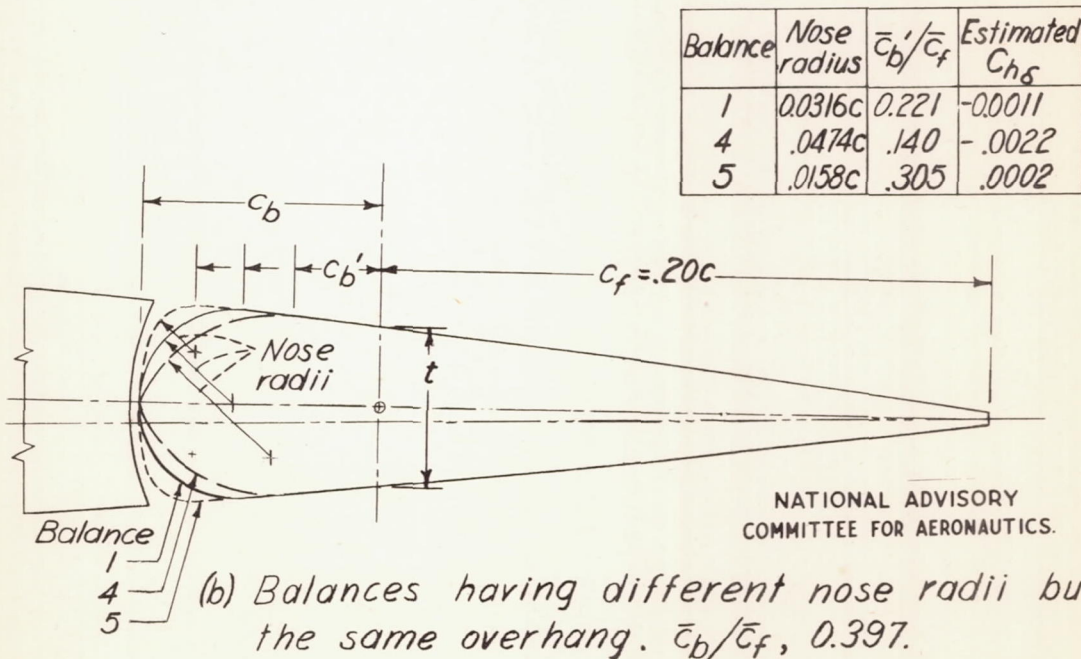 Balance Nose radius c̄b'/c̄f Estimated Chδ
1 0.0316c 0.221 -0.0011
4 .0474c .140 -.0022
5 .0158c .305 .0002
cb
cb'
cf = .20c
Nose
radii
t
NATIONAL ADVISORY
COMMITTEE FOR AERONAUTICS.
Balance
1
4
5
(b) Balances having different nose radii bu
the same overhang. c̄b/c̄f, 0.397.